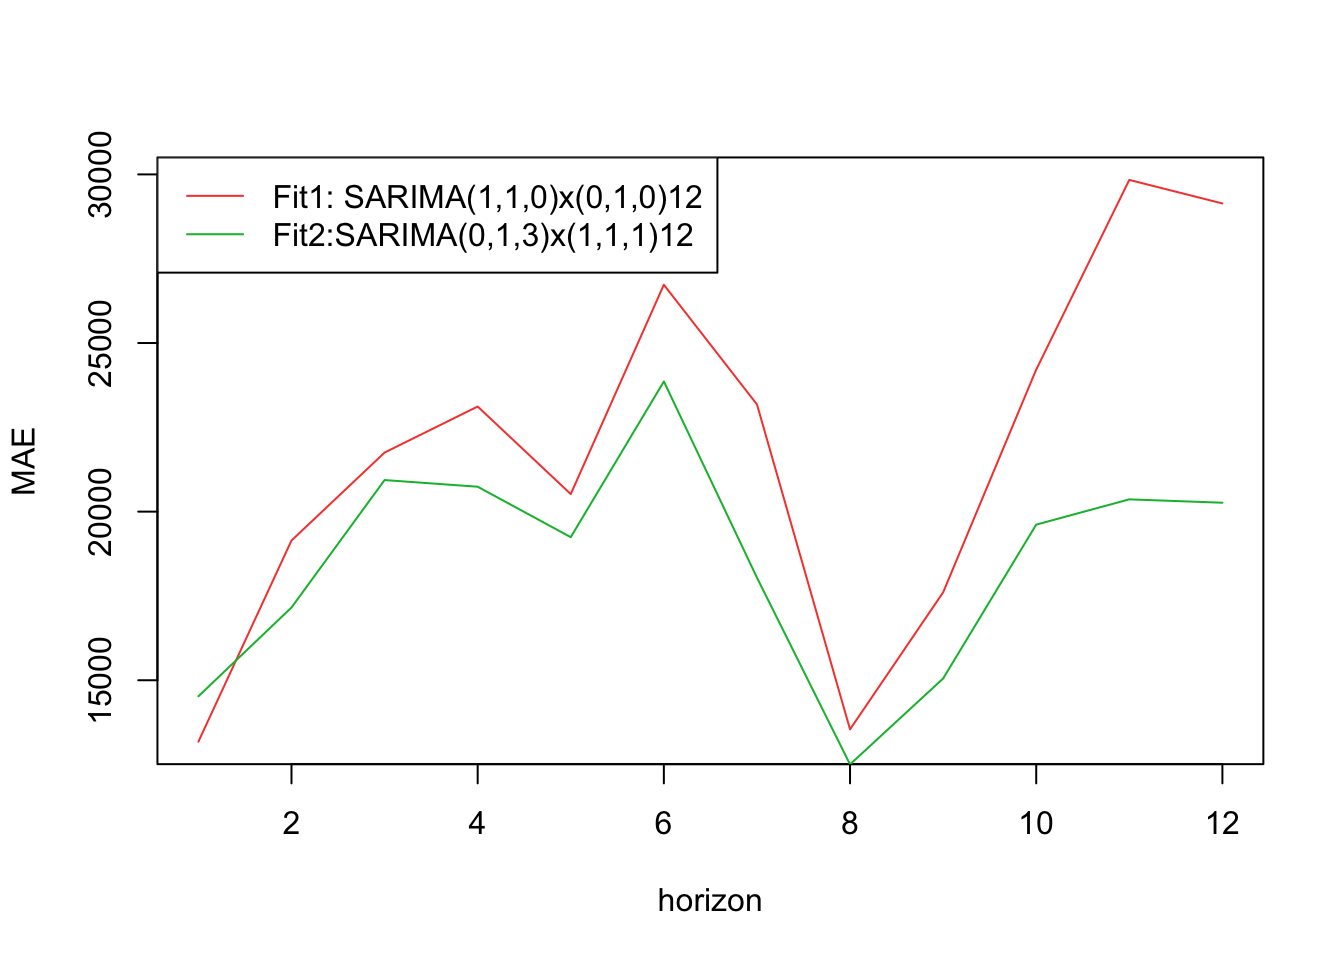 Fit1: SARIMA(1,1,0)x(0,1,0)12
Fit2:SARIMA(0,1,3)x(1,1,1)12
30000
25000
20000
15000
MAE
2 4 6 8 10 12
horizon